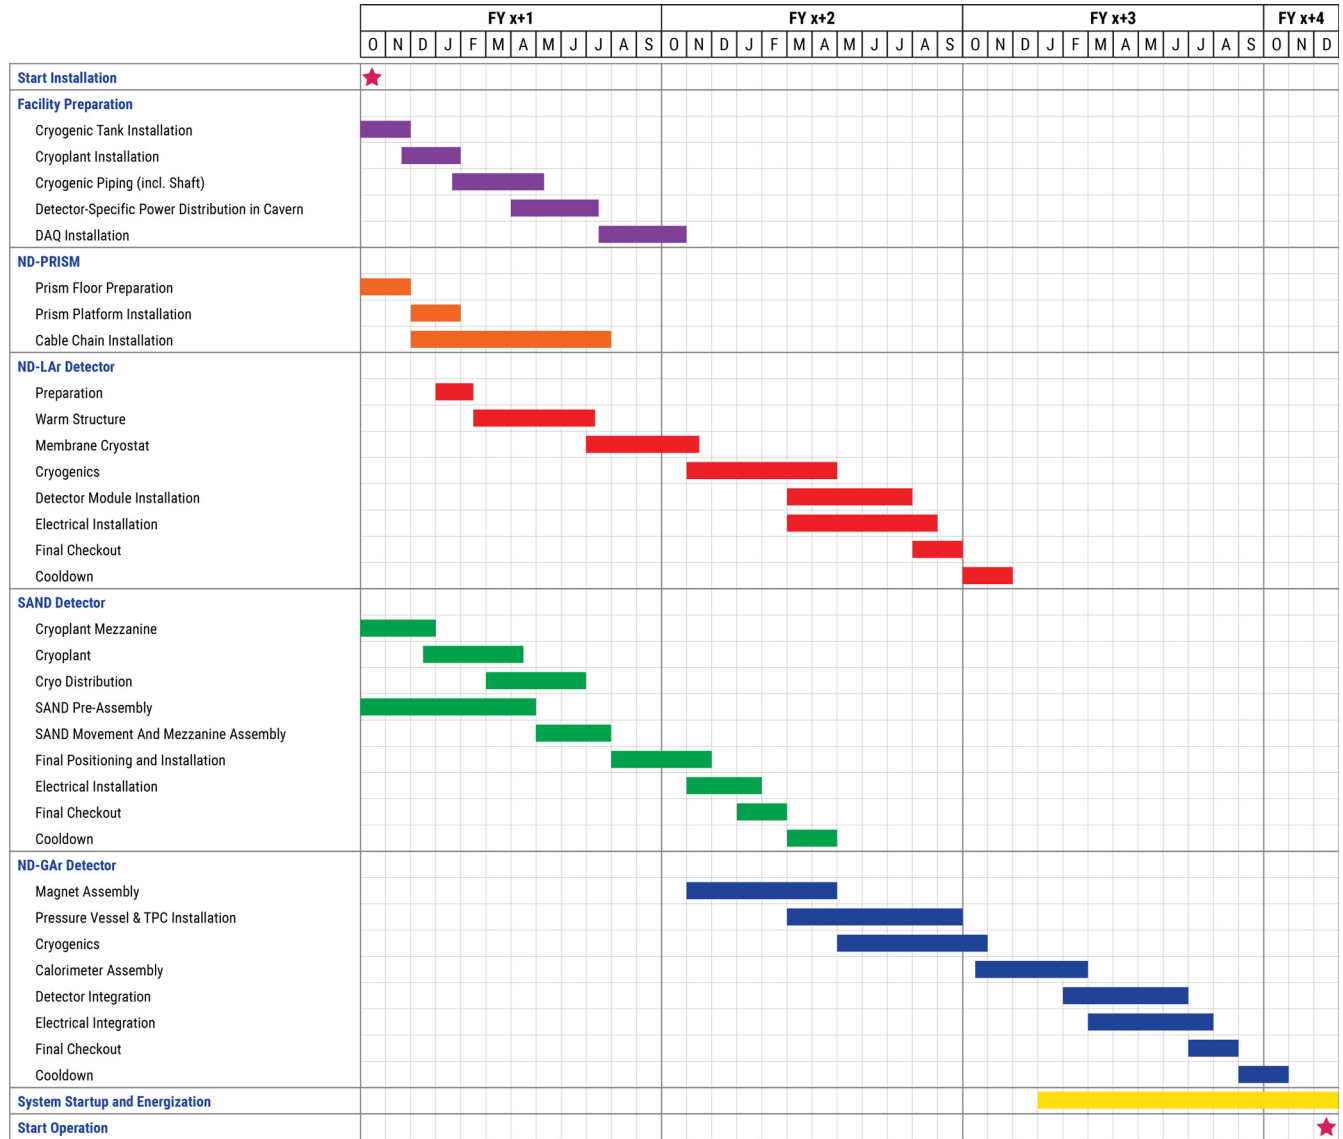 FY x+1 FY x+2 FY x+3 FY x+4
O N D J F M A M J J A S O N D J F M A M J J A S O N D J F M A M J J A S O N D
Start Installation
Facility Preparation
Cryogenic Tank Installation
Cryoplant Installation
Cryogenic Piping (incl. Shaft)
Detector-Specific Power Distribution in Cavern
DAQ Installation
ND-PRISM
Prism Floor Preparation
Prism Platform Installation
Cable Chain Installation
ND-LAr Detector
Preparation
Warm Structure
Membrane Cryostat
Cryogenics
Detector Module Installation
Electrical Installation
Final Checkout
Cooldown
SAND Detector
Cryoplant Mezzanine
Cryoplant
Cryo Distribution
SAND Pre-Assembly
SAND Movement And Mezzanine Assembly
Final Positioning and Installation
Electrical Installation
Final Checkout
Cooldown
ND-GAr Detector
Magnet Assembly
Pressure Vessel & TPC Installation
Cryogenics
Calorimeter Assembly
Detector Integration
Electrical Integration
Final Checkout
Cooldown
System Startup and Energization
Start Operation